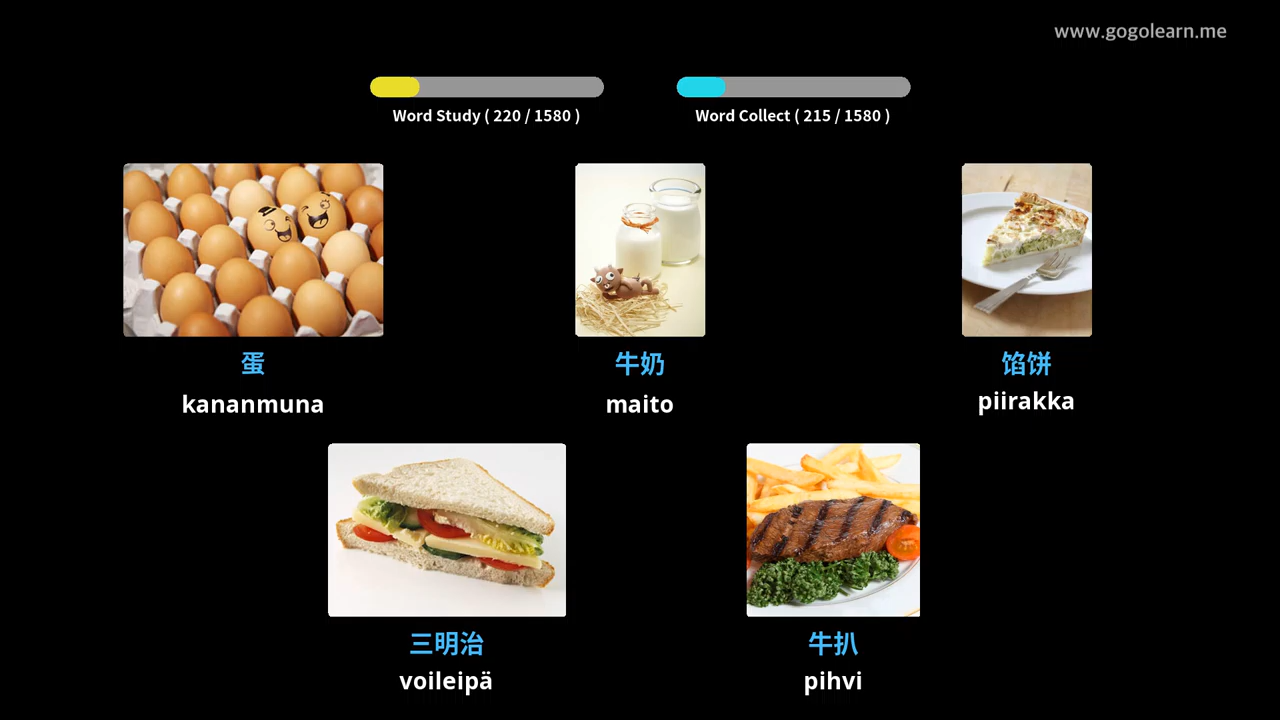 www.gogolearn.me
Word Study ( 220 / 1580 )
Word Collect ( 215 / 1580 )
蛋
牛奶
馅饼
kananmuna
maito
piirakka
三明治
牛扒
voileipä
pihvi